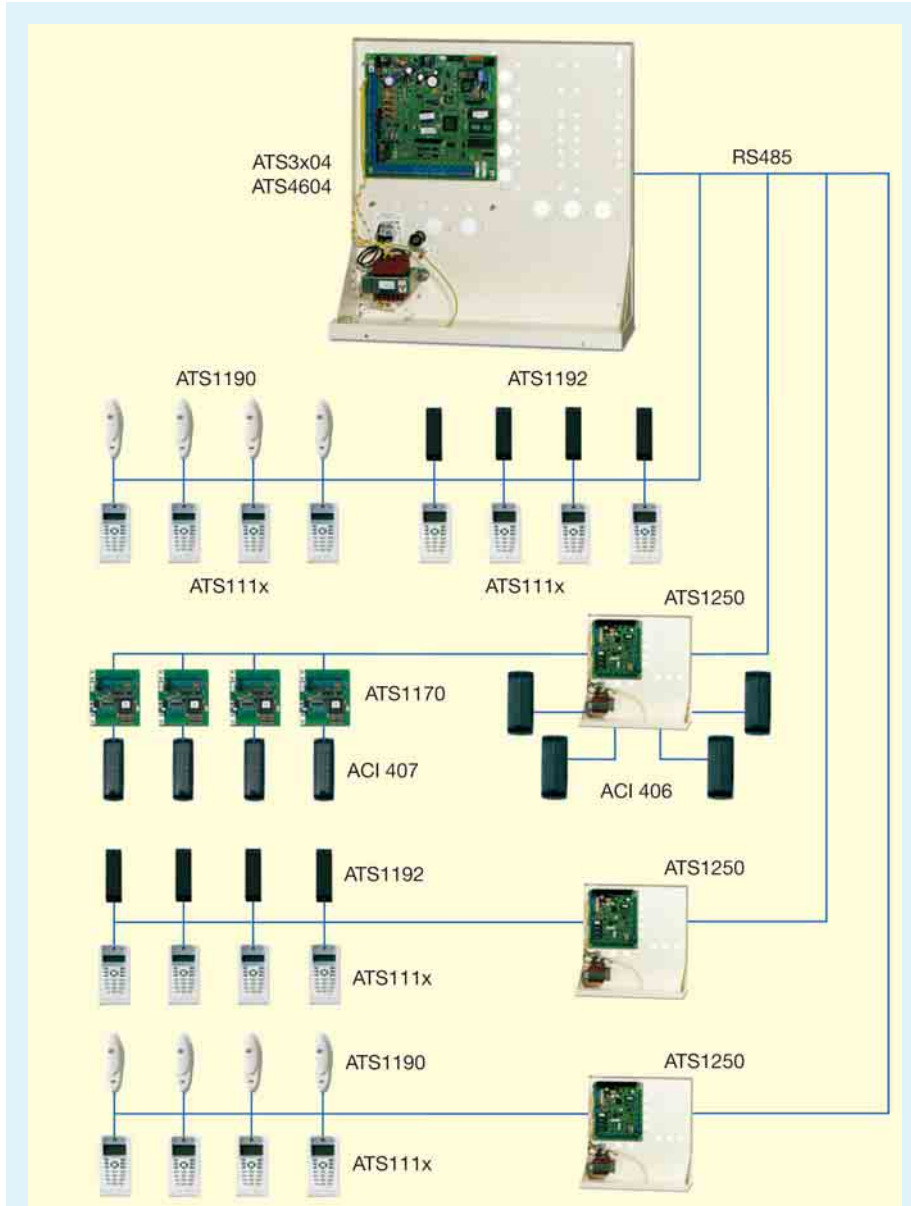 ATS3x04
ATS4604
RS485
ATS1190
ATS1192
ATS111x
ATS111x
ATS1250
ATS1170
ACI 407
ACI 406
ATS1192
ATS1250
ATS111x
ATS1190
ATS1250
ATS111x